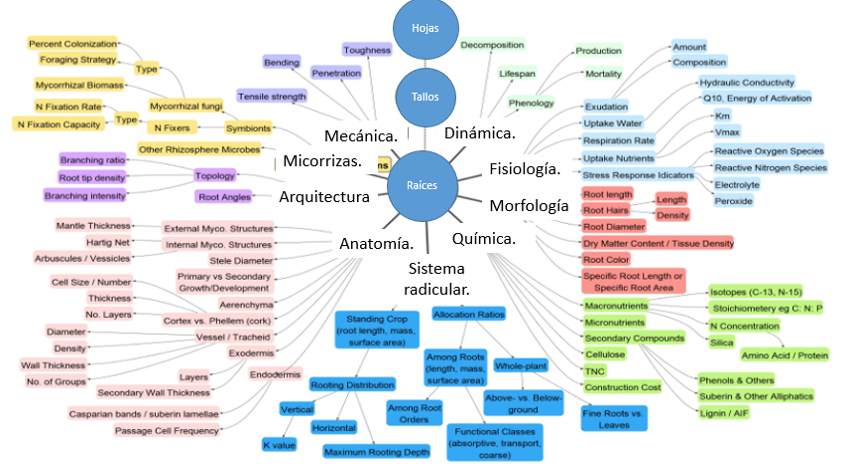 Hojas
Tallos
Raíces
Mecánica.
Toughness
Bending
Penetration
Tensile strength
Dinámica.
Decomposition
Lifespan
Phenology
Production
Mortality
Micorrizas.
ns
Percent Colonization
Foraging Strategy
Type
Mycorrhizal Biomass
Mycorrhizal fungi
N Fixation Rate
N Fixation Capacity
Type
N Fixers
Symbionts
Other Rhizosphere Microbes
Fisiología.
Exudation
Amount
Composition
Uptake Water
Hydraulic Conductivity
Respiration Rate
Q10, Energy of Activation
Uptake Nutrients
Km
Vmax
Stress Response Idicators
Reactive Oxygen Species
Reactive Nitrogen Species
Electrolyte
Peroxide
Arquitectura
Branching ratio
Root tip density
Branching intensity
Topology
Root Angles
Morfología
Root length
Root Hairs
Length
Density
Root Diameter
Dry Matter Content / Tissue Density
Root Color
Specific Root Length or
Specific Root Area
Anatomía.
Mantle Thickness
External Myco. Structures
Hartig Net
Internal Myco. Structures
Arbuscules / Vessicles
Stele Diameter
Primary vs Secondary
Growth/Development
Aerenchyma
Cell Size / Number
Thickness
No. Layers
Cortex vs. Phellem (cork)
Diameter
Density
Wall Thickness
No. of Groups
Vessel / Tracheid
Exodermis
Layers
Secondary Wall Thickness
Endodermis
Casparian bands / suberin lamellae
Passage Cell Frequency
Química.
Macronutrients
Isotopes (C-13, N-15)
Stoichiometery eg C: N: P
N Concentration
Silica
Amino Acid / Protein
Micronutrients
Secondary Compounds
Phenols & Others
Suberin & Other Alliphatics
Lignin / AIF
Cellulose
TNC
Construction Cost
Sistema
radicular.
Standing Crop
(root length, mass,
surface area)
Rooting Distribution
Vertical
K value
Horizontal
Maximum Rooting Depth
Allocation Ratios
Among Roots
(length, mass,
surface area)
Among Root
Orders
Functional Classes
(absorptive, transport,
coarse)
Whole-plant
Above- vs. Below-
ground
Fine Roots vs.
Leaves